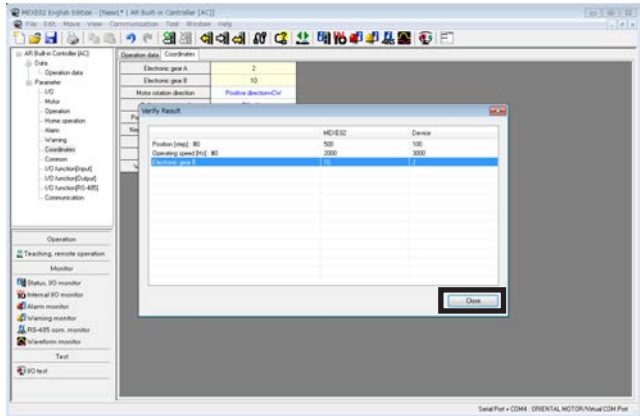 MEXE02 English Edition - [New1* | AR Built-in Controller [AC]]
File Edit Move View Communication Tool Window Help
AR Built-in Controller [AC]
Data
Operation data
Parameter
I/O
Motor
Operation
Home operation
Alarm
Warning
Coordinates
Common
I/O function[Input]
I/O function[Output]
I/O function[RS-485]
Communication
Operation
Teaching, remote operation
Monitor
Status, I/O monitor
Internal I/O monitor
Alarm monitor
Warning monitor
RS-485 com. monitor
Waveform monitor
Test
I/O test
Operation data Coordinates
Electronic gear A 2
Electronic gear B 10
Motor rotation direction Positive direction=CW
Verify Result
MEXE02 Device
Position [step] : #0 500 100
Operating speed [Hz] : #0 2000 3000
Electronic gear B 10 2
Close
Serial Port = COM4 : ORIENTAL MOTOR/Virtual COM Port